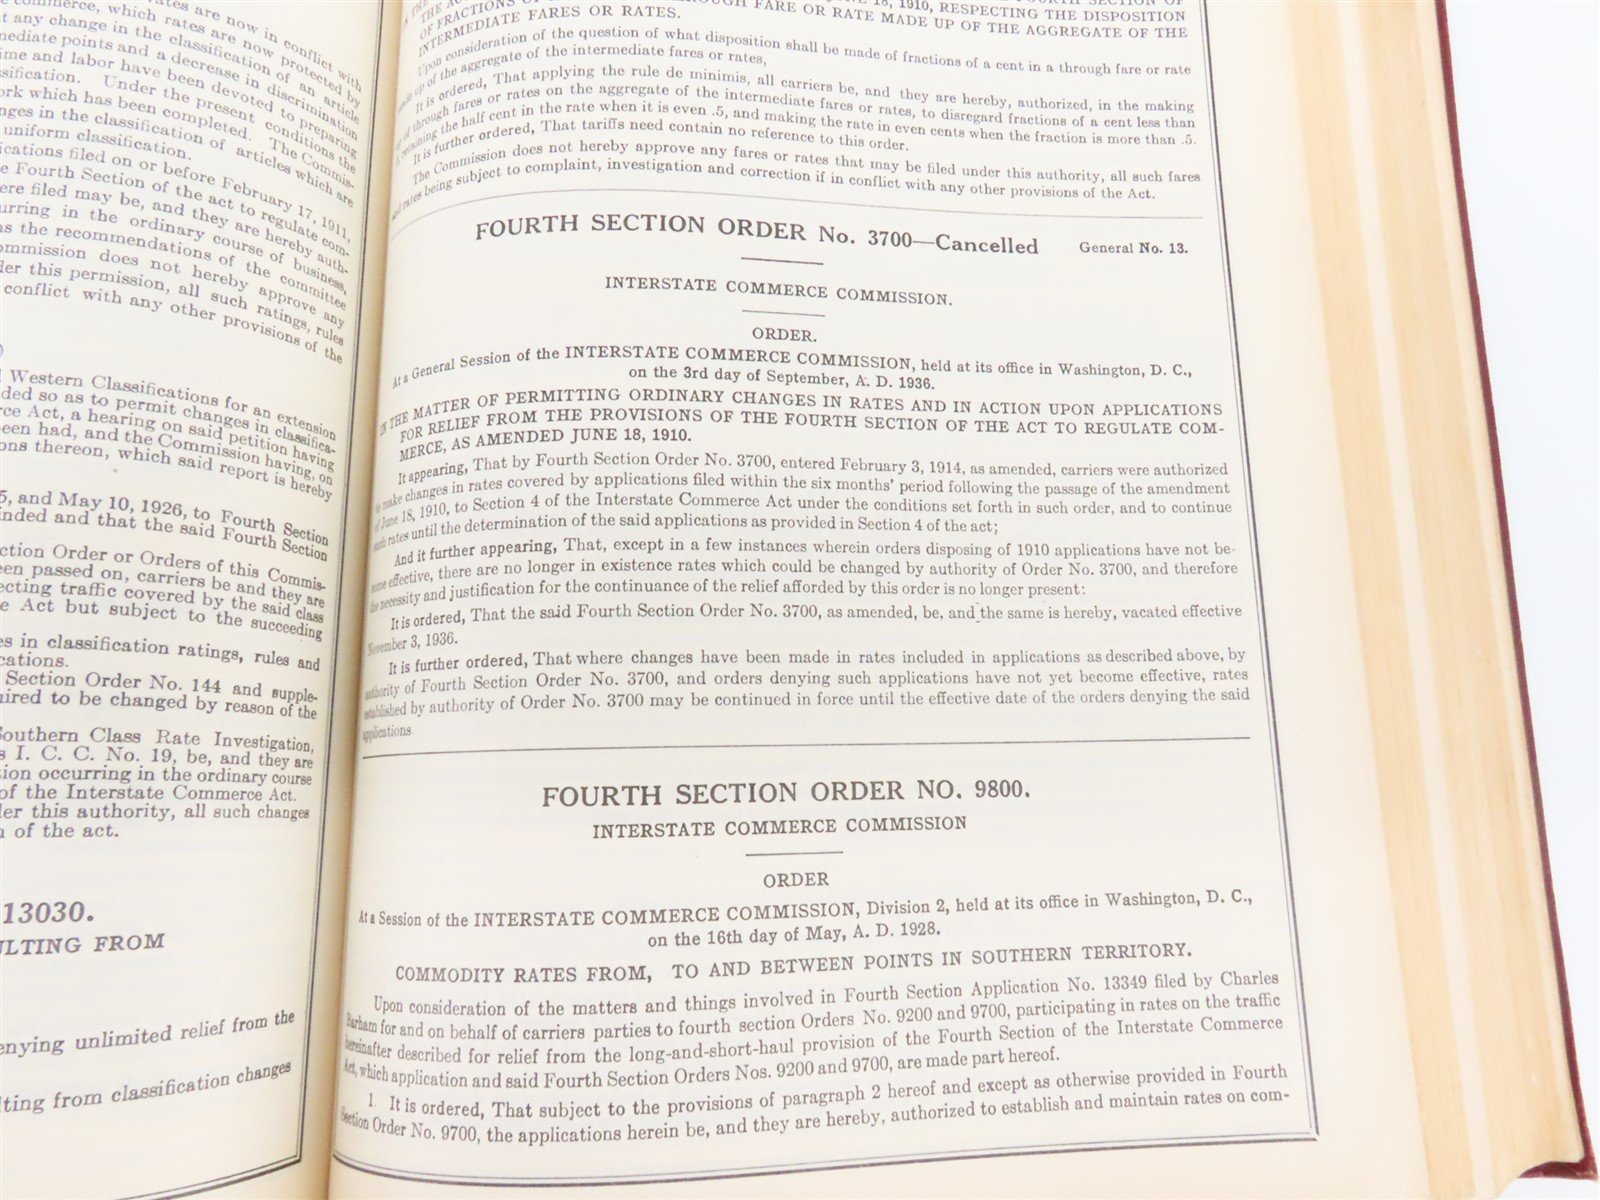 rates are now in conflict with
commerce, which rates are now protected by
t any change in the classification of an article
mediate points and a decrease in discrimination
ime and labor have been devoted to preparing
sification. Under the present conditions the
ork which has been completed. The Commis-
nges in the classification of articles which are
uniform classification.
ications filed on or before February 17, 1911,
e Fourth Section of the act to regulate com-
ere filed may be, and they are hereby auth-
urring in the ordinary course of business,
as the recommendations of the committee
ommission does not hereby approve any
der this permission, all such ratings, rules
conflict with any other provisions of the
)
Western Classifications for an extension
ded so as to permit changes in classifica-
rce Act, a hearing on said petition having
een had, and the Commission having, on
ons thereon, which said report is hereby
5, and May 10, 1926, to Fourth Section
nded and that the said Fourth Section
ction Order or Orders of this Commis-
een passed on, carriers be and they are
ecting traffic covered by the said class
e Act but subject to the succeeding
es in classification ratings, rules and
cations.
Section Order No. 144 and supple-
uired to be changed by reason of the
Southern Class Rate Investigation,
s I. C. C. No. 19, be, and they are
tion occurring in the ordinary course
of the Interstate Commerce Act.
der this authority, all such changes
n of the act.
13030.
ULTING FROM
enying unlimited relief from the
lting from classification changes
18, 1910, RESPECTING THE DISPOSITION
OF FRACTIONS OF FARE OR RATE MADE UP OF THE AGGREGATE OF THE
INTERMEDIATE FARES OR RATES.
Upon consideration of the question of what disposition shall be made of fractions of a cent in a through fare or rate
made up of the aggregate of the intermediate fares or rates,
It is ordered, That applying the rule de minimis, all carriers be, and they are hereby, authorized, in the making
up of through fares or rates on the aggregate of the intermediate fares or rates, to disregard fractions of a cent less than
.5, retaining the half cent in the rate when it is even .5, and making the rate in even cents when the fraction is more than .5.
It is further ordered, That tariffs need contain no reference to this order.
The Commission does not hereby approve any fares or rates that may be filed under this authority, all such fares
and rates being subject to complaint, investigation and correction if in conflict with any other provisions of the Act.
FOURTH SECTION ORDER No. 3700—Cancelled General No. 13.
INTERSTATE COMMERCE COMMISSION.
ORDER.
At a General Session of the INTERSTATE COMMERCE COMMISSION, held at its office in Washington, D. C.,
on the 3rd day of September, A. D. 1936.
IN THE MATTER OF PERMITTING ORDINARY CHANGES IN RATES AND IN ACTION UPON APPLICATIONS
FOR RELIEF FROM THE PROVISIONS OF THE FOURTH SECTION OF THE ACT TO REGULATE COM-
MERCE, AS AMENDED JUNE 18, 1910.
It appearing, That by Fourth Section Order No. 3700, entered February 3, 1914, as amended, carriers were authorized
to make changes in rates covered by applications filed within the six months' period following the passage of the amendment
of June 18, 1910, to Section 4 of the Interstate Commerce Act under the conditions set forth in such order, and to continue
such rates until the determination of the said applications as provided in Section 4 of the act;
And it further appearing, That, except in a few instances wherein orders disposing of 1910 applications have not be-
come effective, there are no longer in existence rates which could be changed by authority of Order No. 3700, and therefore
the necessity and justification for the continuance of the relief afforded by this order is no longer present:
It is ordered, That the said Fourth Section Order No. 3700, as amended, be, and the same is hereby, vacated effective
November 3, 1936.
It is further ordered, That where changes have been made in rates included in applications as described above, by
authority of Fourth Section Order No. 3700, and orders denying such applications have not yet become effective, rates
established by authority of Order No. 3700 may be continued in force until the effective date of the orders denying the said
applications
FOURTH SECTION ORDER NO. 9800.
INTERSTATE COMMERCE COMMISSION
ORDER
At a Session of the INTERSTATE COMMERCE COMMISSION, Division 2, held at its office in Washington, D. C.,
on the 16th day of May, A. D. 1928.
COMMODITY RATES FROM, TO AND BETWEEN POINTS IN SOUTHERN TERRITORY.
Upon consideration of the matters and things involved in Fourth Section Application No. 13349 filed by Charles
Barham for and on behalf of carriers parties to fourth section Orders No. 9200 and 9700, participating in rates on the traffic
hereinafter described for relief from the long-and-short-haul provision of the Fourth Section of the Interstate Commerce
Act, which application and said Fourth Section Orders Nos. 9200 and 9700, are made part hereof.
1. It is ordered, That subject to the provisions of paragraph 2 hereof and except as otherwise provided in Fourth
Section Order No. 9700, the applications herein be, and they are hereby, authorized to establish and maintain rates on com-